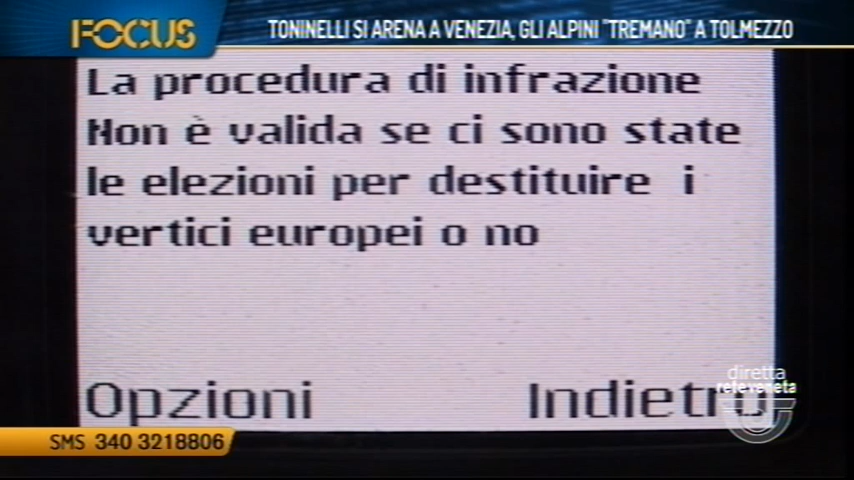 FOCUS
TONINELLI SI ARENA A VENEZIA, GLI ALPINI "TREMANO" A TOLMEZZO
La procedura di infrazione
Non è valida se ci sono state
le elezioni per destituire i
vertici europei o no
Opzioni
Indietro
diretta
reteveneta
SMS 340 3218806